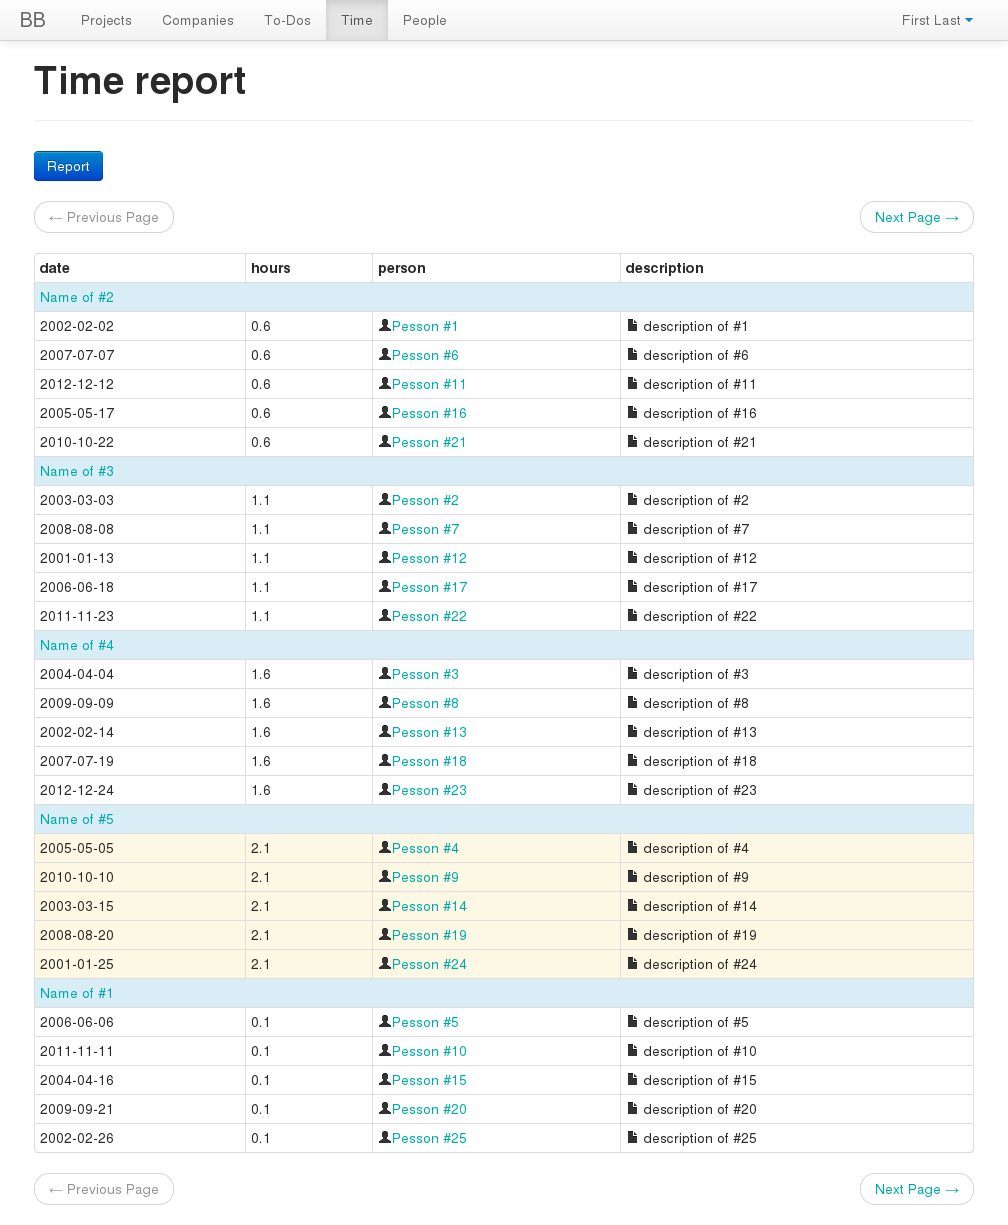 BB Projects Companies To-Dos Time People First Last
Time report
Report
← Previous Page Next Page →
date hours person description
Name of #2
2002-02-02 0.6 Pesson #1 description of #1
2007-07-07 0.6 Pesson #6 description of #6
2012-12-12 0.6 Pesson #11 description of #11
2005-05-17 0.6 Pesson #16 description of #16
2010-10-22 0.6 Pesson #21 description of #21
Name of #3
2003-03-03 1.1 Pesson #2 description of #2
2008-08-08 1.1 Pesson #7 description of #7
2001-01-13 1.1 Pesson #12 description of #12
2006-06-18 1.1 Pesson #17 description of #17
2011-11-23 1.1 Pesson #22 description of #22
Name of #4
2004-04-04 1.6 Pesson #3 description of #3
2009-09-09 1.6 Pesson #8 description of #8
2002-02-14 1.6 Pesson #13 description of #13
2007-07-19 1.6 Pesson #18 description of #18
2012-12-24 1.6 Pesson #23 description of #23
Name of #5
2005-05-05 2.1 Pesson #4 description of #4
2010-10-10 2.1 Pesson #9 description of #9
2003-03-15 2.1 Pesson #14 description of #14
2008-08-20 2.1 Pesson #19 description of #19
2001-01-25 2.1 Pesson #24 description of #24
Name of #1
2006-06-06 0.1 Pesson #5 description of #5
2011-11-11 0.1 Pesson #10 description of #10
2004-04-16 0.1 Pesson #15 description of #15
2009-09-21 0.1 Pesson #20 description of #20
2002-02-26 0.1 Pesson #25 description of #25
← Previous Page Next Page →